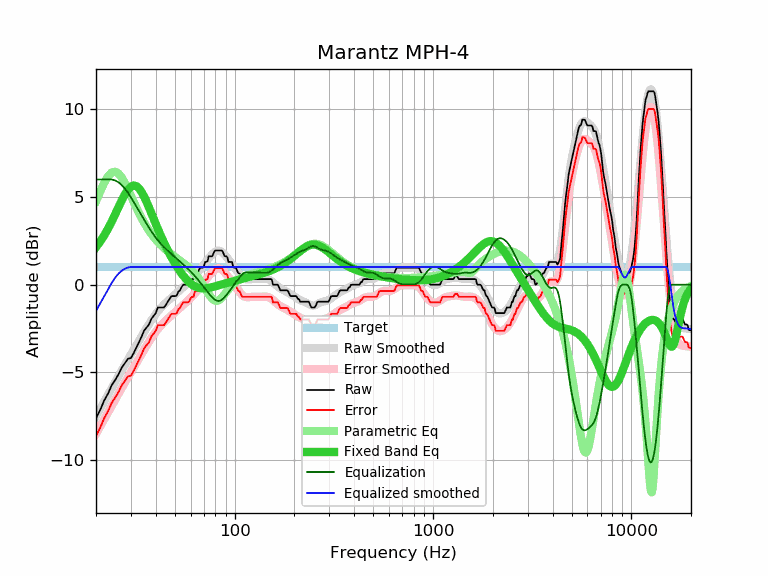 Marantz MPH-4
Amplitude (dBr)
10
5
0
−5
−10
Target
Raw Smoothed
Error Smoothed
Raw
Error
Parametric Eq
Fixed Band Eq
Equalization
Equalized smoothed
100
1000
10000
Frequency (Hz)